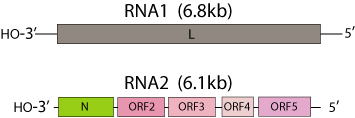 RNA1 (6.8kb)
HO-3′ L 5′
RNA2 (6.1kb)
HO-3′ N ORF2 ORF3 ORF4 ORF5 5′